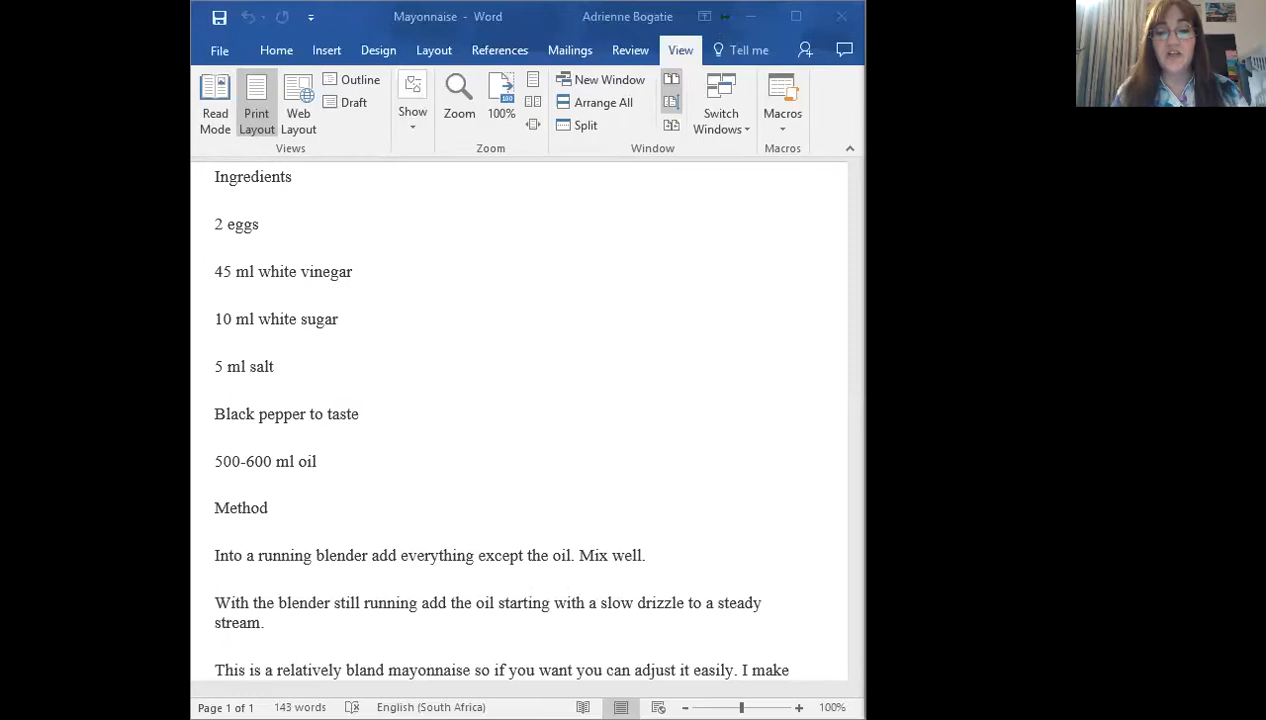 Mayonnaise - Word
Adrienne Bogatie
File Home Insert Design Layout References Mailings Review View Tell me
Read Mode
Print Layout
Web Layout
Outline
Draft
Views
Show
Zoom
100
100%
Zoom
New Window
Arrange All
Split
Switch Windows
Window
Macros
Macros
Ingredients
2 eggs
45 ml white vinegar
10 ml white sugar
5 ml salt
Black pepper to taste
500-600 ml oil
Method
Into a running blender add everything except the oil. Mix well.
With the blender still running add the oil starting with a slow drizzle to a steady
stream.
This is a relatively bland mayonnaise so if you want you can adjust it easily. I make
Page 1 of 1 143 words English (South Africa) 100%